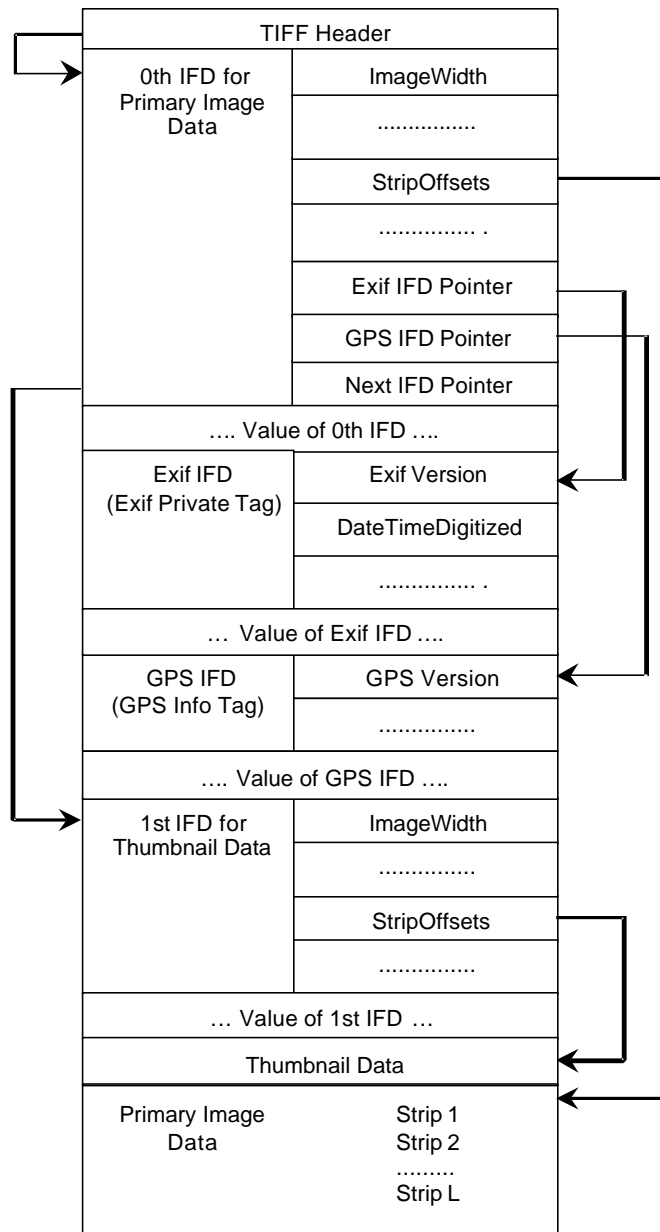 TIFF Header
0th IFD for
Primary Image
Data
ImageWidth
................
StripOffsets
............... .
Exif IFD Pointer
GPS IFD Pointer
Next IFD Pointer
…. Value of 0th IFD ….
Exif IFD
(Exif Private Tag)
Exif Version
DateTimeDigitized
............... .
… Value of Exif IFD ….
GPS IFD
(GPS Info Tag)
GPS Version
...............
…. Value of GPS IFD ….
1st IFD for
Thumbnail Data
ImageWidth
...............
StripOffsets
...............
… Value of 1st IFD …
Thumbnail Data
Primary Image
Data
Strip 1
Strip 2
.........
Strip L